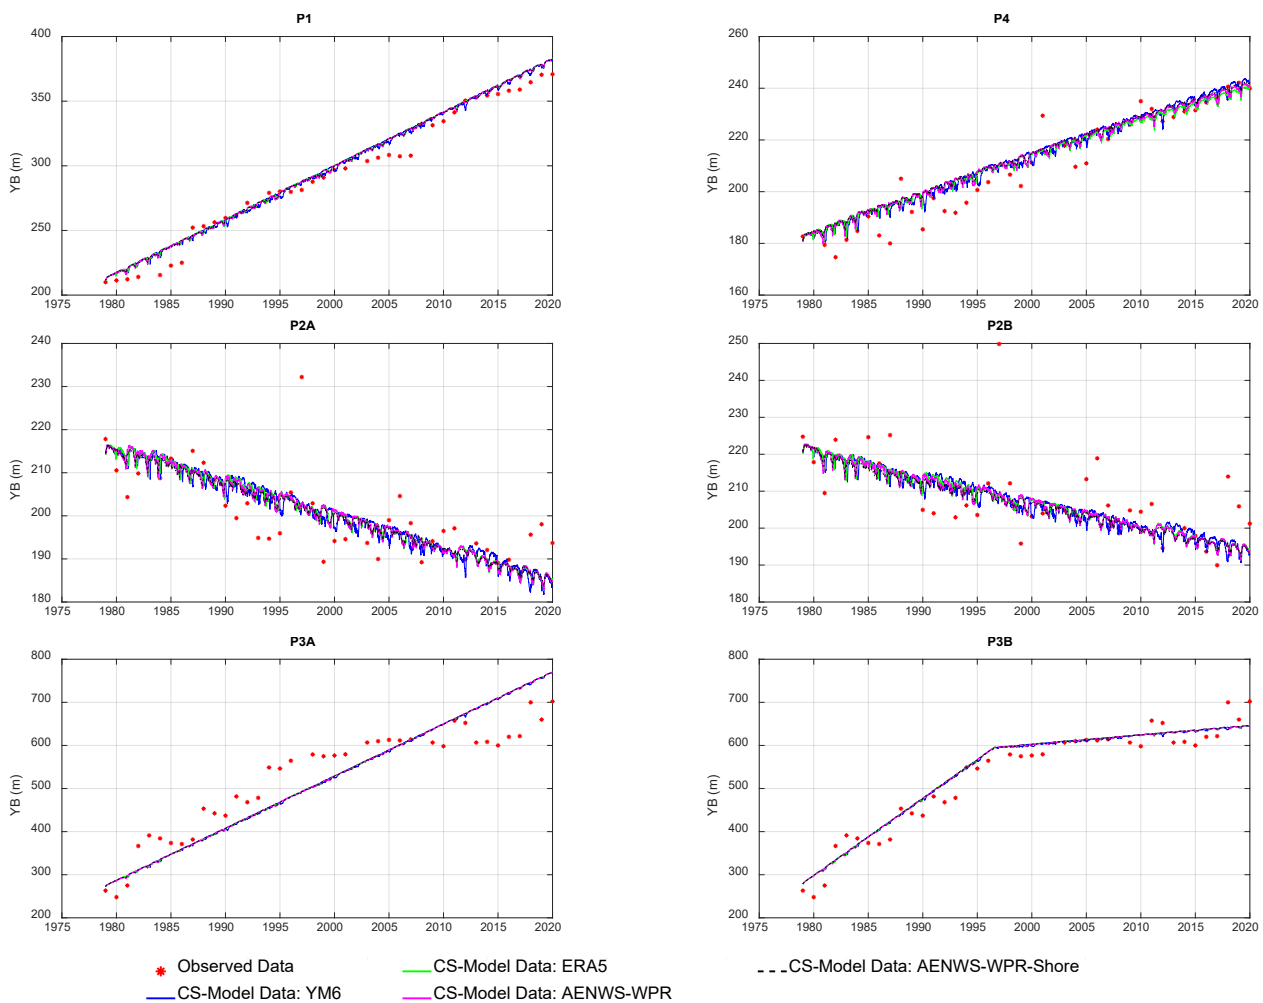 P1
400
350
300
250
200
YB (m)
1975 1980 1985 1990 1995 2000 2005 2010 2015 2020
P4
260
240
220
200
180
160
YB (m)
1975 1980 1985 1990 1995 2000 2005 2010 2015 2020
P2A
240
230
220
210
200
190
180
YB (m)
1975 1980 1985 1990 1995 2000 2005 2010 2015 2020
P2B
250
240
230
220
210
200
190
180
YB (m)
1975 1980 1985 1990 1995 2000 2005 2010 2015 2020
P3A
800
700
600
500
400
300
200
YB (m)
1975 1980 1985 1990 1995 2000 2005 2010 2015 2020
P3B
800
700
600
500
400
300
200
YB (m)
1975 1980 1985 1990 1995 2000 2005 2010 2015 2020
Observed Data
CS-Model Data: ERA5
CS-Model Data: AENWS-WPR-Shore
CS-Model Data: YM6
CS-Model Data: AENWS-WPR